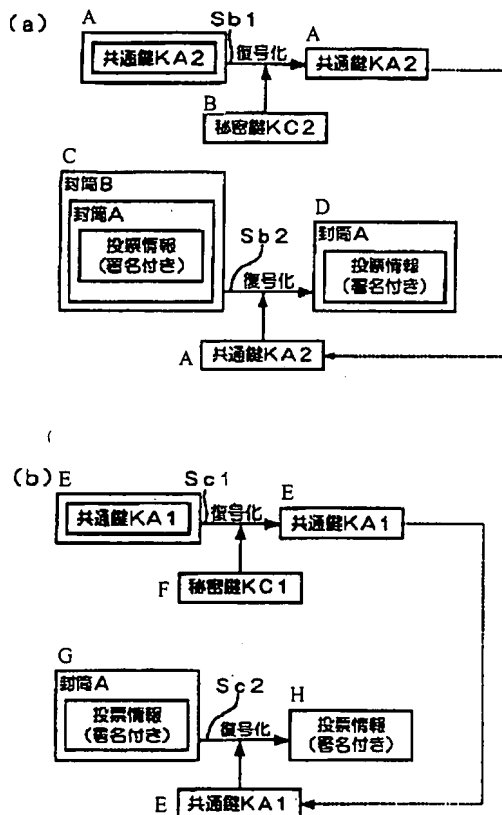 (a)
A
Sb1
共通鍵KA2
復号化
A
共通鍵KA2
B
秘密鍵KC2
C
封筒B
封筒A
投票情報
(署名付き)
Sb2
復号化
D
封筒A
投票情報
(署名付き)
A
共通鍵KA2
(b)
E
Sc1
共通鍵KA1
復号化
E
共通鍵KA1
F
秘密鍵KC1
G
封筒A
投票情報
(署名付き)
Sc2
復号化
H
投票情報
(署名付き)
E
共通鍵KA1